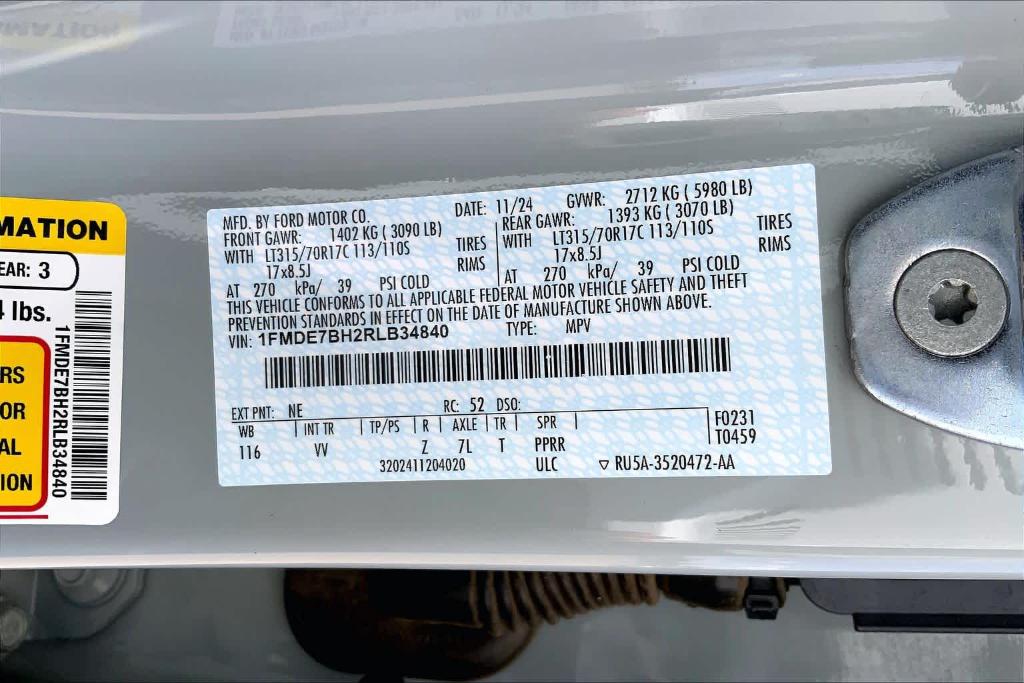 MATION
EAR: 3
4 lbs.
RS
OR
AL
ION
1FMDE7BH2RLB34840
MFD. BY FORD MOTOR CO.
DATE: 11/24 GVWR: 2712 KG ( 5980 LB)
FRONT GAWR: 1402 KG ( 3090 LB)
WITH LT315/70R17C 113/110S TIRES
17x8.5J RIMS
AT 270 kPa/ 39 PSI COLD
REAR GAWR: 1393 KG ( 3070 LB)
WITH LT315/70R17C 113/110S TIRES
17x8.5J RIMS
AT 270 kPa/ 39 PSI COLD
THIS VEHICLE CONFORMS TO ALL APPLICABLE FEDERAL MOTOR VEHICLE SAFETY AND THEFT
PREVENTION STANDARDS IN EFFECT ON THE DATE OF MANUFACTURE SHOWN ABOVE.
VIN: 1FMDE7BH2RLB34840 TYPE: MPV
EXT PNT: NE RC: 52 DSO:
WB INT TR TP/PS R AXLE TR SPR
116 VV Z 7L T PPRR
F0231
T0459
3202411204020 ULC ▽ RU5A-3520472-AA